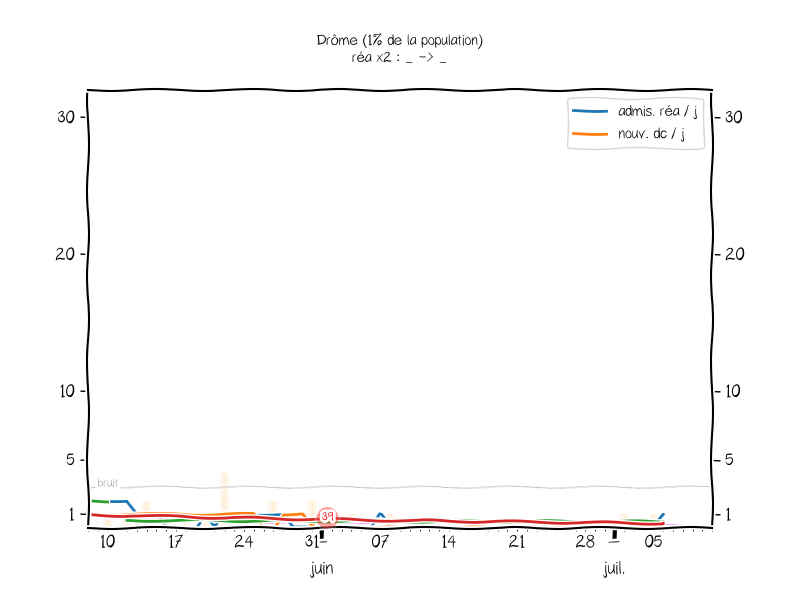 Drôme (1% de la population)
réa x2 : _ -> _
admis. réa / j
nouv. dc / j
30
30
20
20
10
10
5
5
bruit
1
1
39
10 17 24 31 07 14 21 28 05
juin juil.